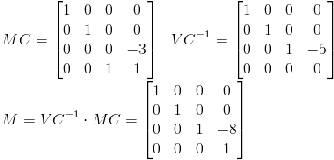 MC = [1 0 0 0; 0 1 0 0; 0 0 0 −3; 0 0 1 1] VC⁻¹ = [1 0 0 0; 0 1 0 0; 0 0 1 −5; 0 0 0 0]
M = VC⁻¹ · MC = [1 0 0 0; 0 1 0 0; 0 0 1 −8; 0 0 0 1]